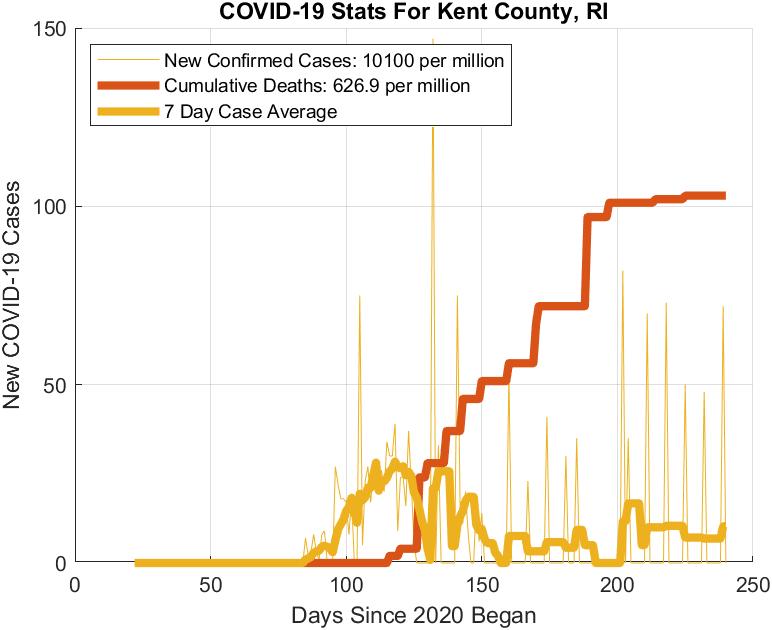 COVID-19 Stats For Kent County, RI
150
New Confirmed Cases: 10100 per million
Cumulative Deaths: 626.9 per million
7 Day Case Average
100
New COVID-19 Cases
50
0
0 50 100 150 200 250
Days Since 2020 Began